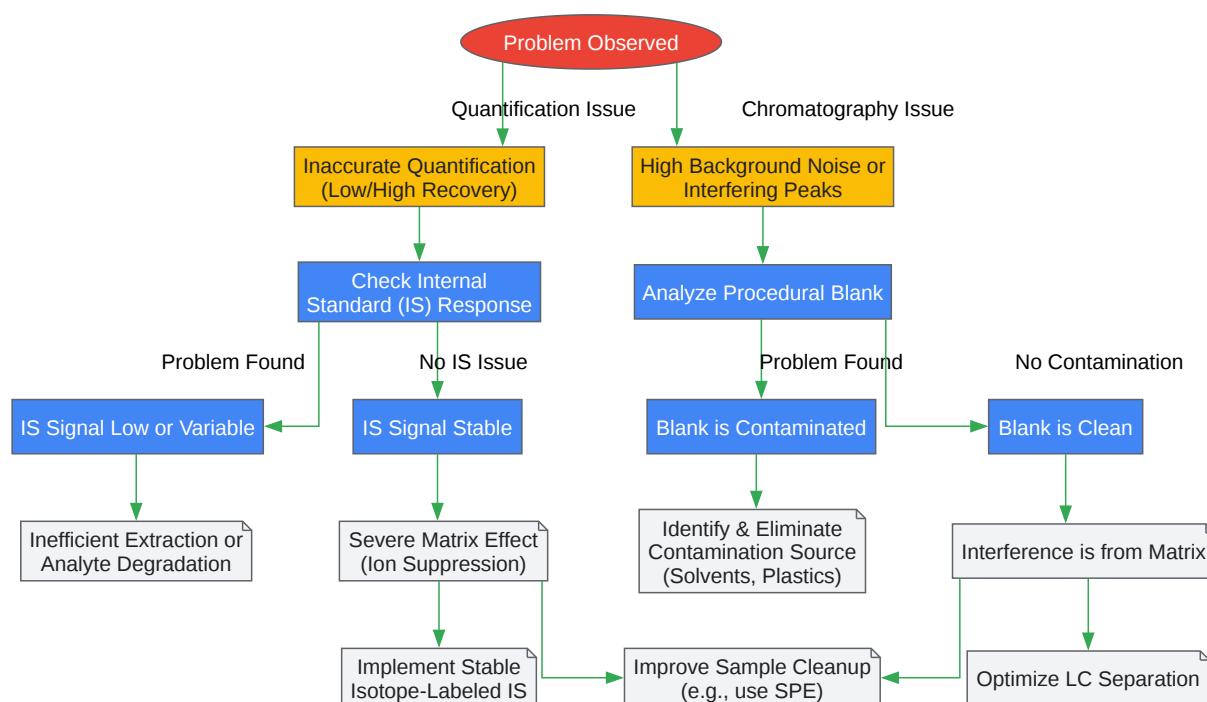 Problem Observed
Quantification Issue
Chromatography Issue
Inaccurate Quantification
(Low/High Recovery)
High Background Noise or
Interfering Peaks
Check Internal
Standard (IS) Response
Analyze Procedural Blank
Problem Found
No IS Issue
Problem Found
No Contamination
IS Signal Low or Variable
IS Signal Stable
Blank is Contaminated
Blank is Clean
Inefficient Extraction or
Analyte Degradation
Severe Matrix Effect
(Ion Suppression)
Identify & Eliminate
Contamination Source
(Solvents, Plastics)
Interference is from Matrix
Implement Stable
Isotope-Labeled IS
Improve Sample Cleanup
(e.g., use SPE)
Optimize LC Separation